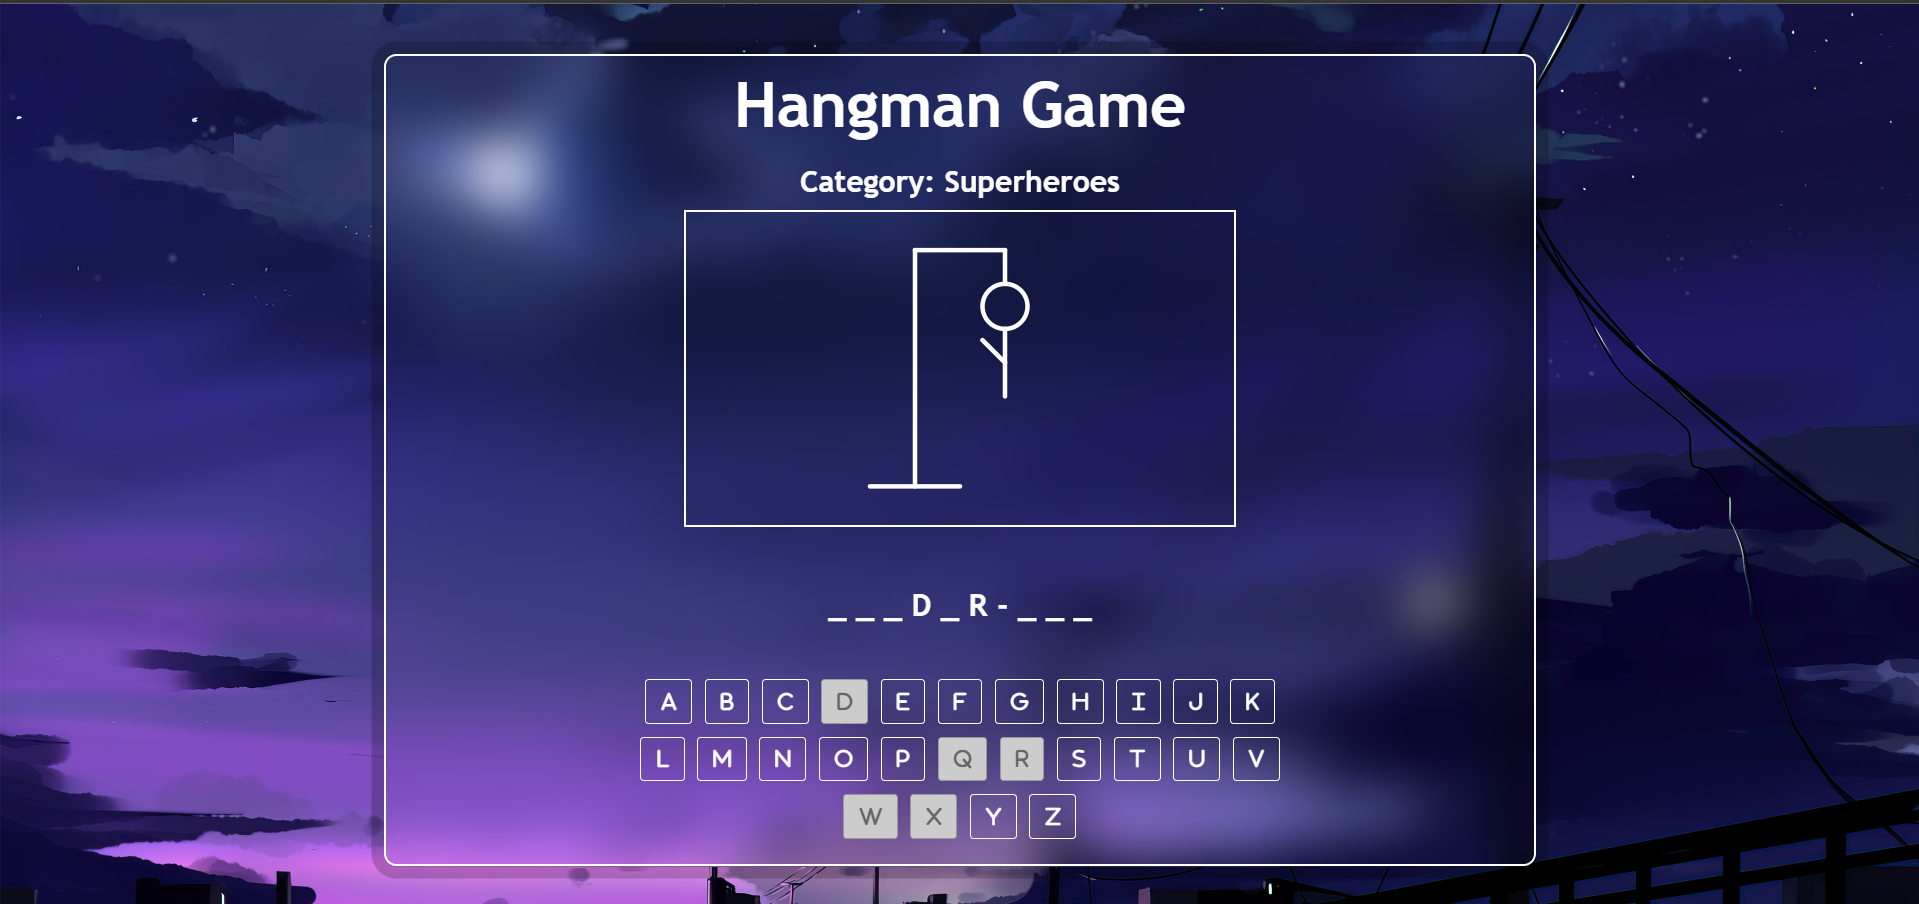 Hangman Game
Category: Superheroes
_ _ _ D _ R - _ _ _
A B C D E F G H I J K
L M N O P Q R S T U V
W X Y Z